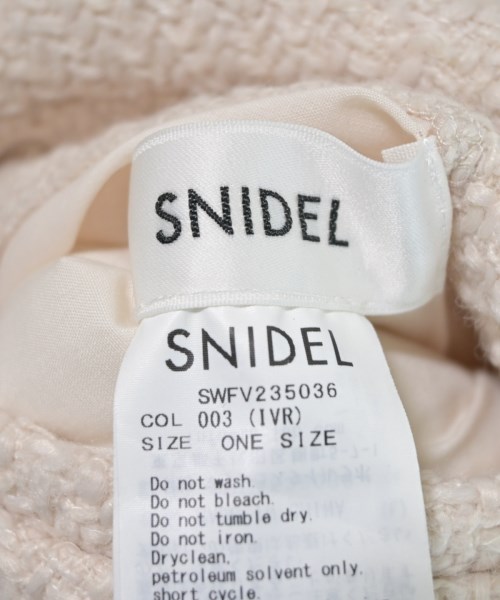 SNIDEL
SNIDEL
SWFV235036
COL 003 (IVR)
SIZE ONE SIZE
Do not wash.
Do not bleach.
Do not tumble dry.
Do not iron.
Dryclean,
petroleum solvent only.
short cycle.